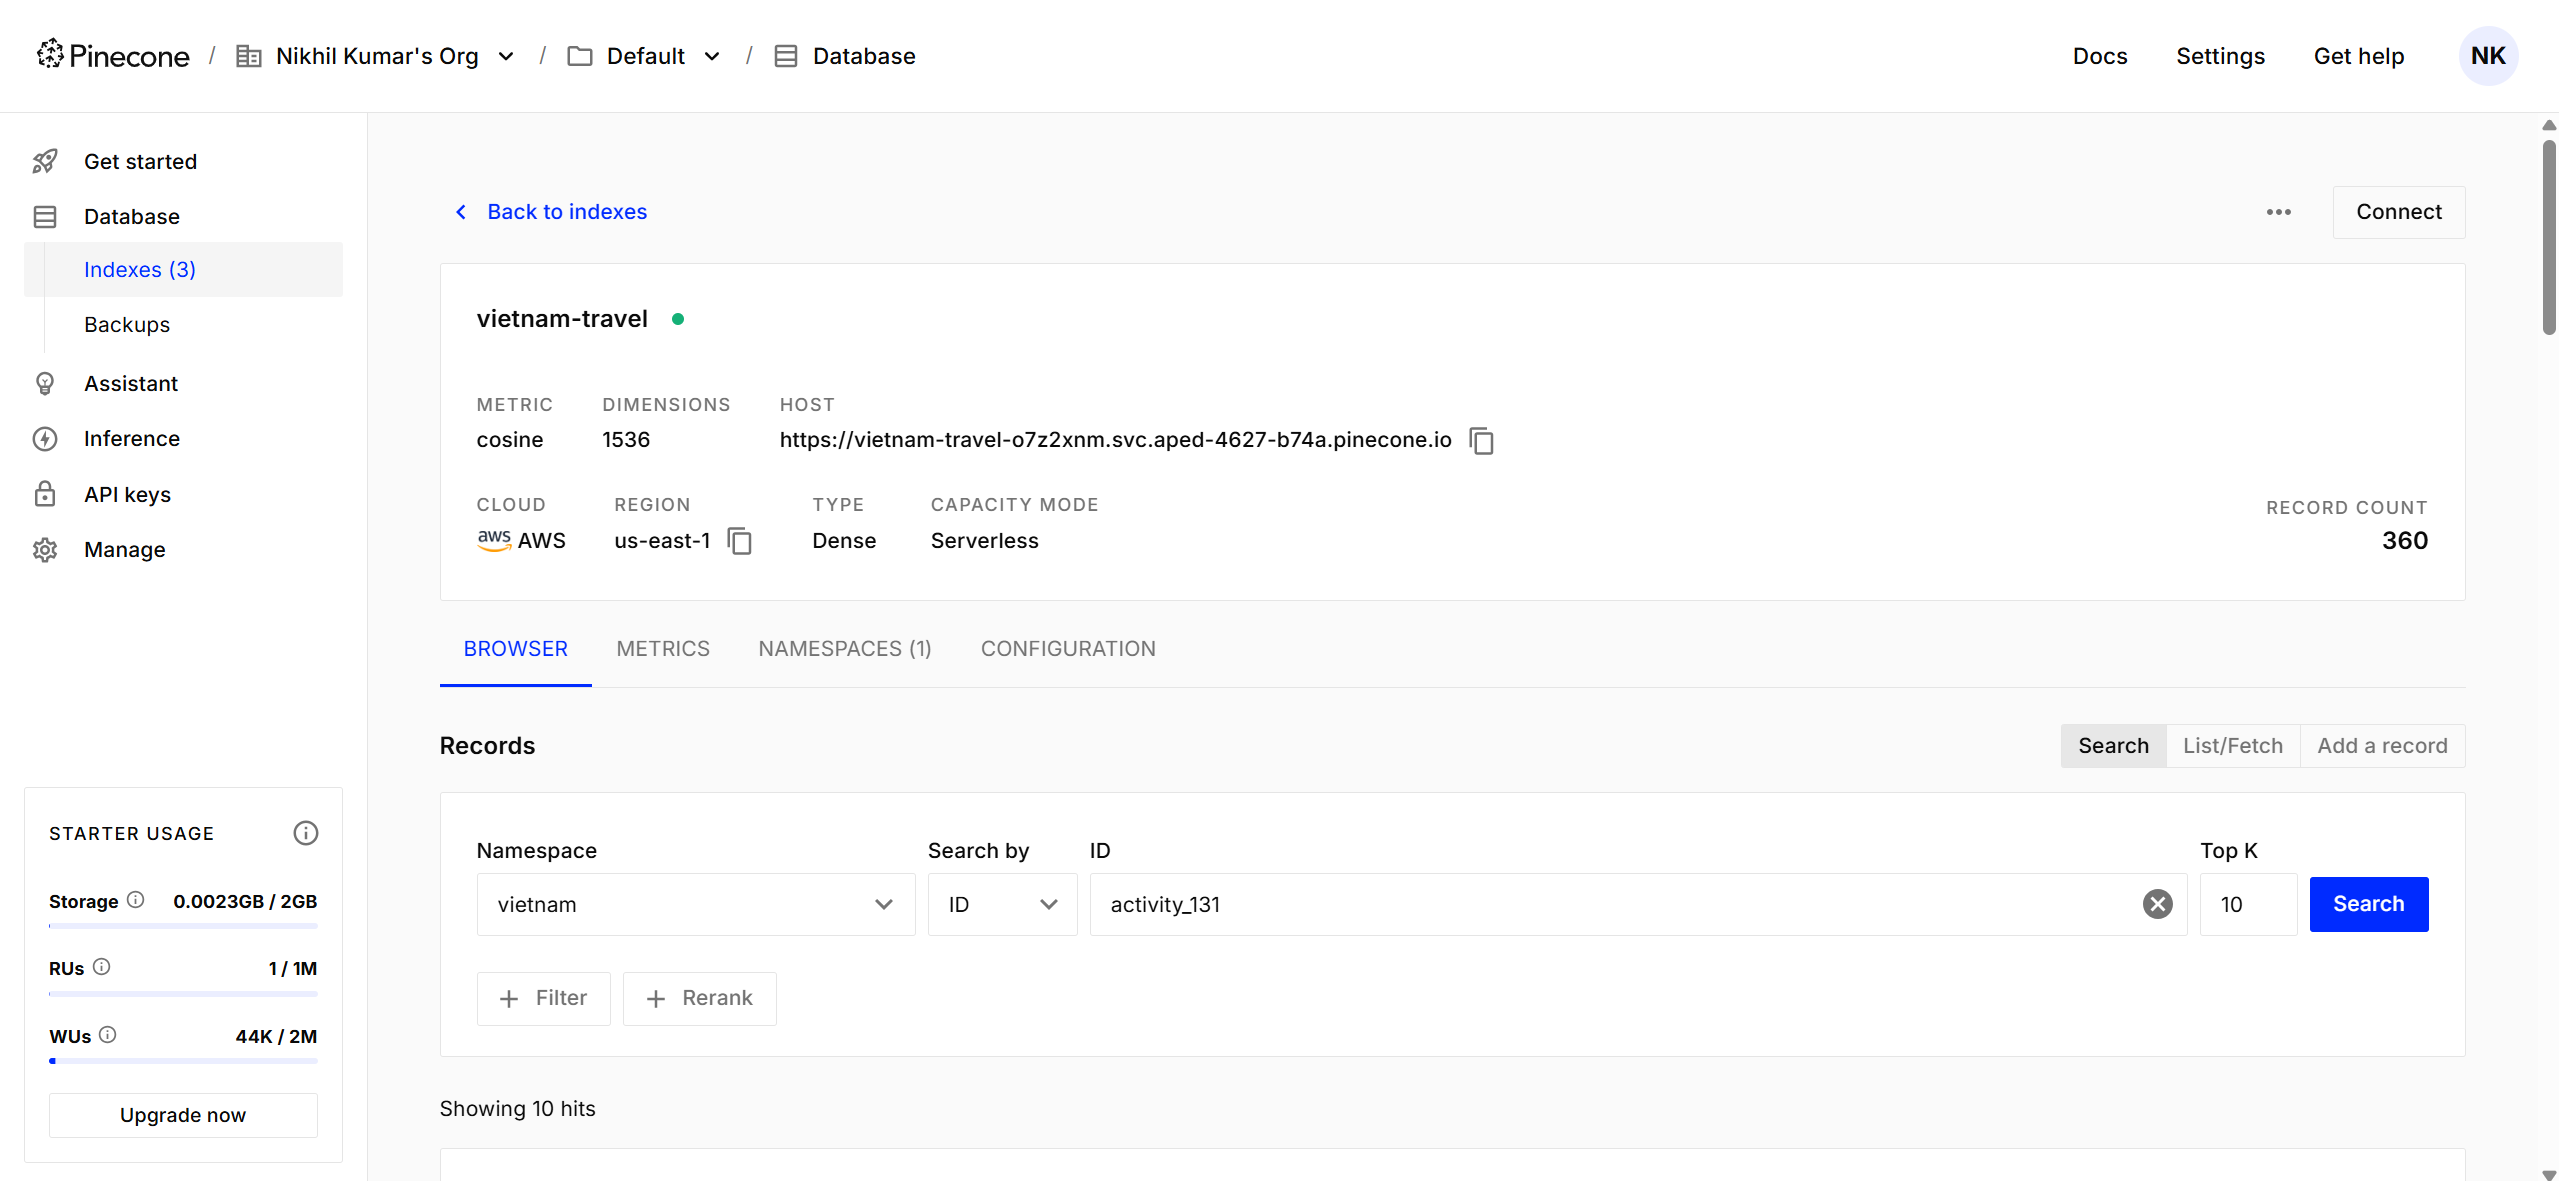 Pinecone / Nikhil Kumar's Org / Default / Database Docs Settings Get help NK
Get started
Database
Indexes (3)
Backups
Assistant
Inference
API keys
Manage
STARTER USAGE
Storage 0.0023GB / 2GB
RUs 1 / 1M
WUs 44K / 2M
Upgrade now
Back to indexes Connect
vietnam-travel
METRIC DIMENSIONS HOST
cosine 1536 https://vietnam-travel-o7z2xnm.svc.aped-4627-b74a.pinecone.io
CLOUD REGION TYPE CAPACITY MODE RECORD COUNT
aws AWS us-east-1 Dense Serverless 360
BROWSER METRICS NAMESPACES (1) CONFIGURATION
Records Search List/Fetch Add a record
Namespace Search by ID Top K
vietnam ID activity_131 10 Search
+ Filter + Rerank
Showing 10 hits